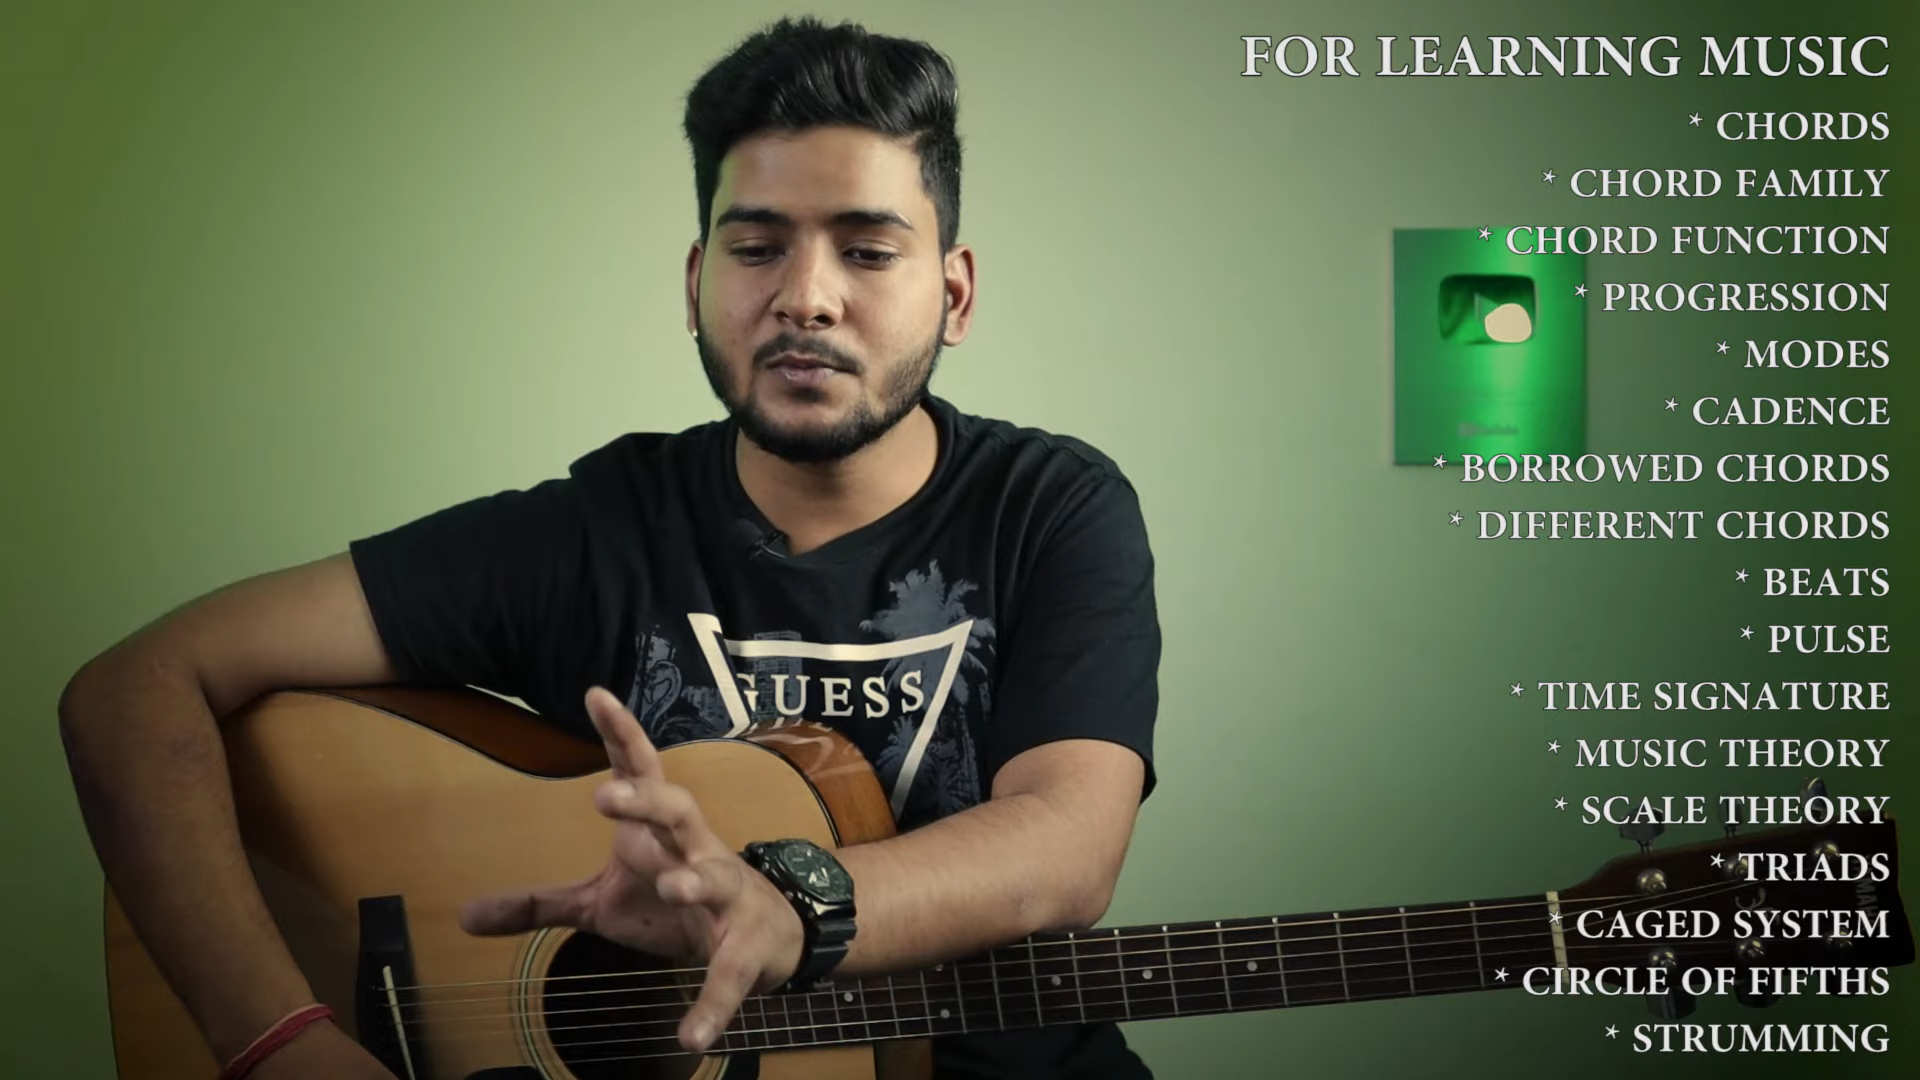 FOR LEARNING MUSIC
* CHORDS
* CHORD FAMILY
* CHORD FUNCTION
* PROGRESSION
* MODES
* CADENCE
* BORROWED CHORDS
* DIFFERENT CHORDS
* BEATS
* PULSE
* TIME SIGNATURE
* MUSIC THEORY
* SCALE THEORY
* TRIADS
* CAGED SYSTEM
* CIRCLE OF FIFTHS
* STRUMMING
GUESS